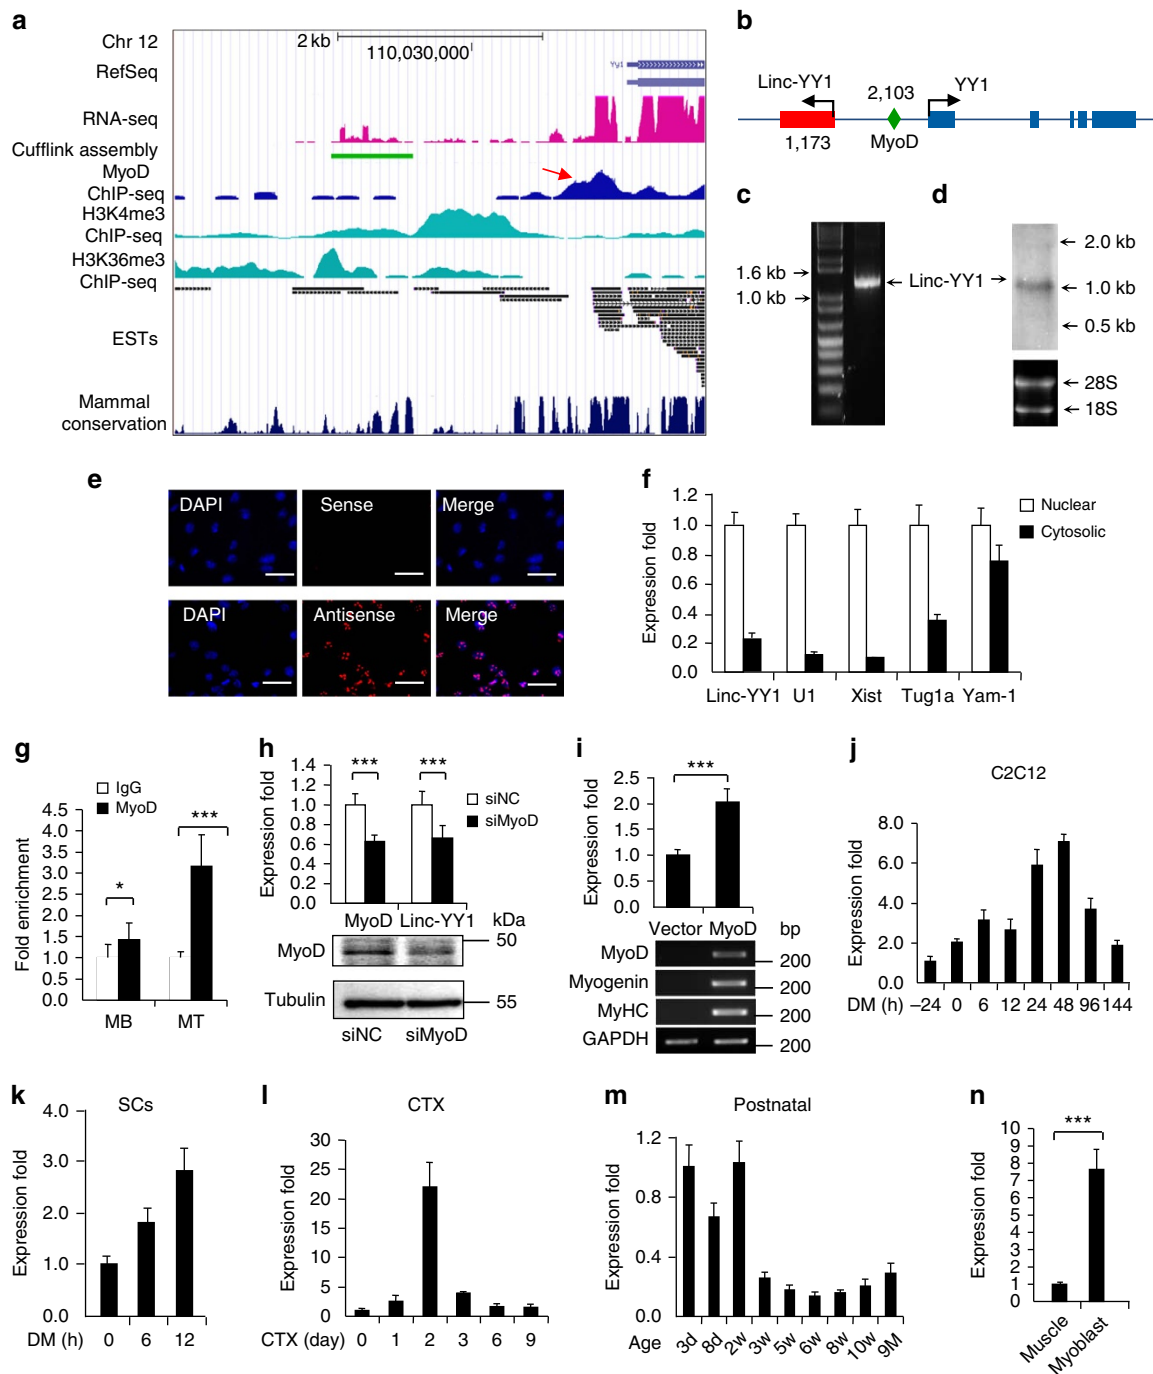 a
Chr 12
2 kb
110,030,000
RefSeq
Yy1
RNA-seq
Cufflink assembly
MyoD
ChIP-seq
H3K4me3
ChIP-seq
H3K36me3
ChIP-seq
ESTs
Mammal
conservation
b
Linc-YY1
2,103
YY1
1,173
MyoD
c
1.6 kb
1.0 kb
Linc-YY1
d
2.0 kb
1.0 kb
0.5 kb
28S
18S
e
DAPI
Sense
Merge
DAPI
Antisense
Merge
f
Expression fold
1.2
1.0
0.8
0.6
0.4
0.2
0.0
Nuclear
Cytosolic
Linc-YY1 U1 Xist Tug1a Yam-1
g
IgG
MyoD
Fold enrichment
4.5
4.0
3.5
3.0
2.5
2.0
1.5
1.0
0.5
0.0
*
***
MB MT
h
Expression fold
1.4
1.2
1.0
0.8
0.6
0.4
0.2
0.0
*** ***
siNC
siMyoD
MyoD Linc-YY1 kDa
MyoD 50
Tubulin 55
siNC siMyoD
i
Expression fold
2.5
2.0
1.5
1.0
0.5
0.0
***
Vector MyoD bp
MyoD 200
Myogenin 200
MyHC 200
GAPDH 200
j
C2C12
Expression fold
8.0
6.0
4.0
2.0
0.0
DM (h) –24 0 6 12 24 48 96 144
k
SCs
Expression fold
4.0
3.0
2.0
1.0
0.0
DM (h) 0 6 12
l
CTX
Expression fold
30
25
20
15
10
5
0
CTX (day) 0 1 2 3 6 9
m
Postnatal
Expression fold
1.2
0.8
0.4
0.0
Age 3d 8d 2w 3w 5w 6w 8w 10w 9M
n
Expression fold
10
9
8
7
6
5
4
3
2
1
0
***
Muscle
Myoblast